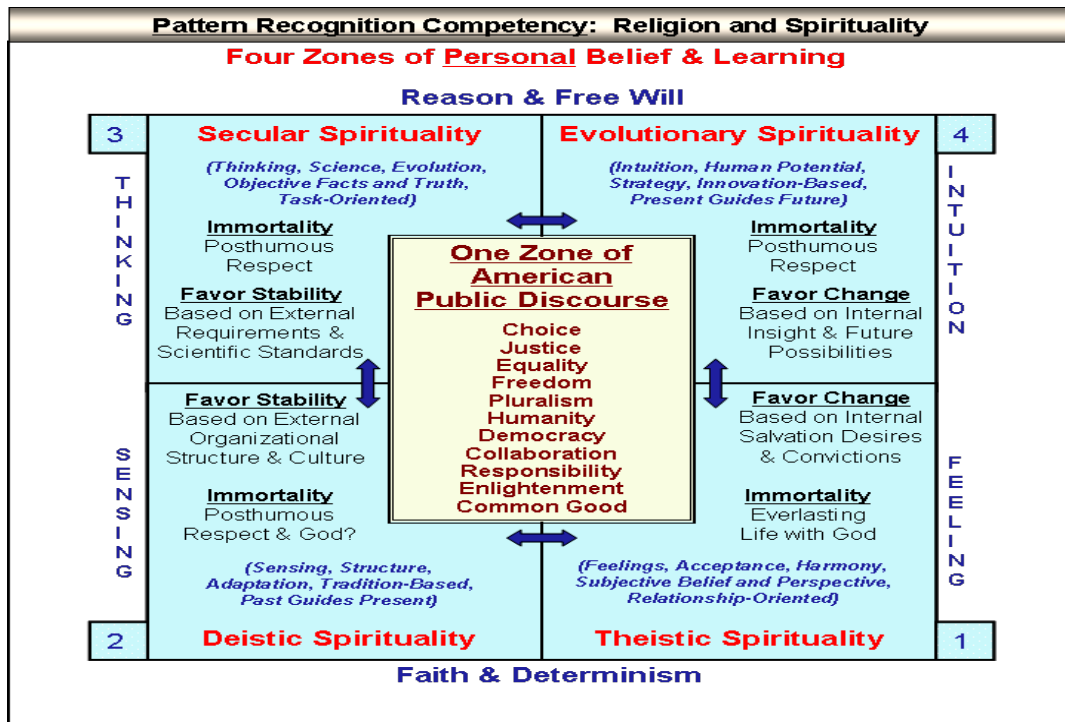 Pattern Recognition Competency: Religion and Spirituality
Four Zones of Personal Belief & Learning
Reason & Free Will
3
Secular Spirituality
(Thinking, Science, Evolution,
Objective Facts and Truth,
Task-Oriented)
Immortality
Posthumous
Respect
Favor Stability
Based on External
Requirements &
Scientific Standards
THINKING
Evolutionary Spirituality
4
(Intuition, Human Potential,
Strategy, Innovation-Based,
Present Guides Future)
Immortality
Posthumous
Respect
Favor Change
Based on Internal
Insight & Future
Possibilities
INTUITION
One Zone of
American
Public Discourse
Choice
Justice
Equality
Freedom
Pluralism
Humanity
Democracy
Collaboration
Responsibility
Enlightenment
Common Good
SENSING
Favor Stability
Based on External
Organizational
Structure & Culture
Immortality
Posthumous
Respect & God?
(Sensing, Structure,
Adaptation, Tradition-Based,
Past Guides Present)
2
Deistic Spirituality
Favor Change
Based on Internal
Salvation Desires
& Convictions
Immortality
Everlasting
Life with God
(Feelings, Acceptance, Harmony,
Subjective Belief and Perspective,
Relationship-Oriented)
FEELING
Theistic Spirituality
1
Faith & Determinism